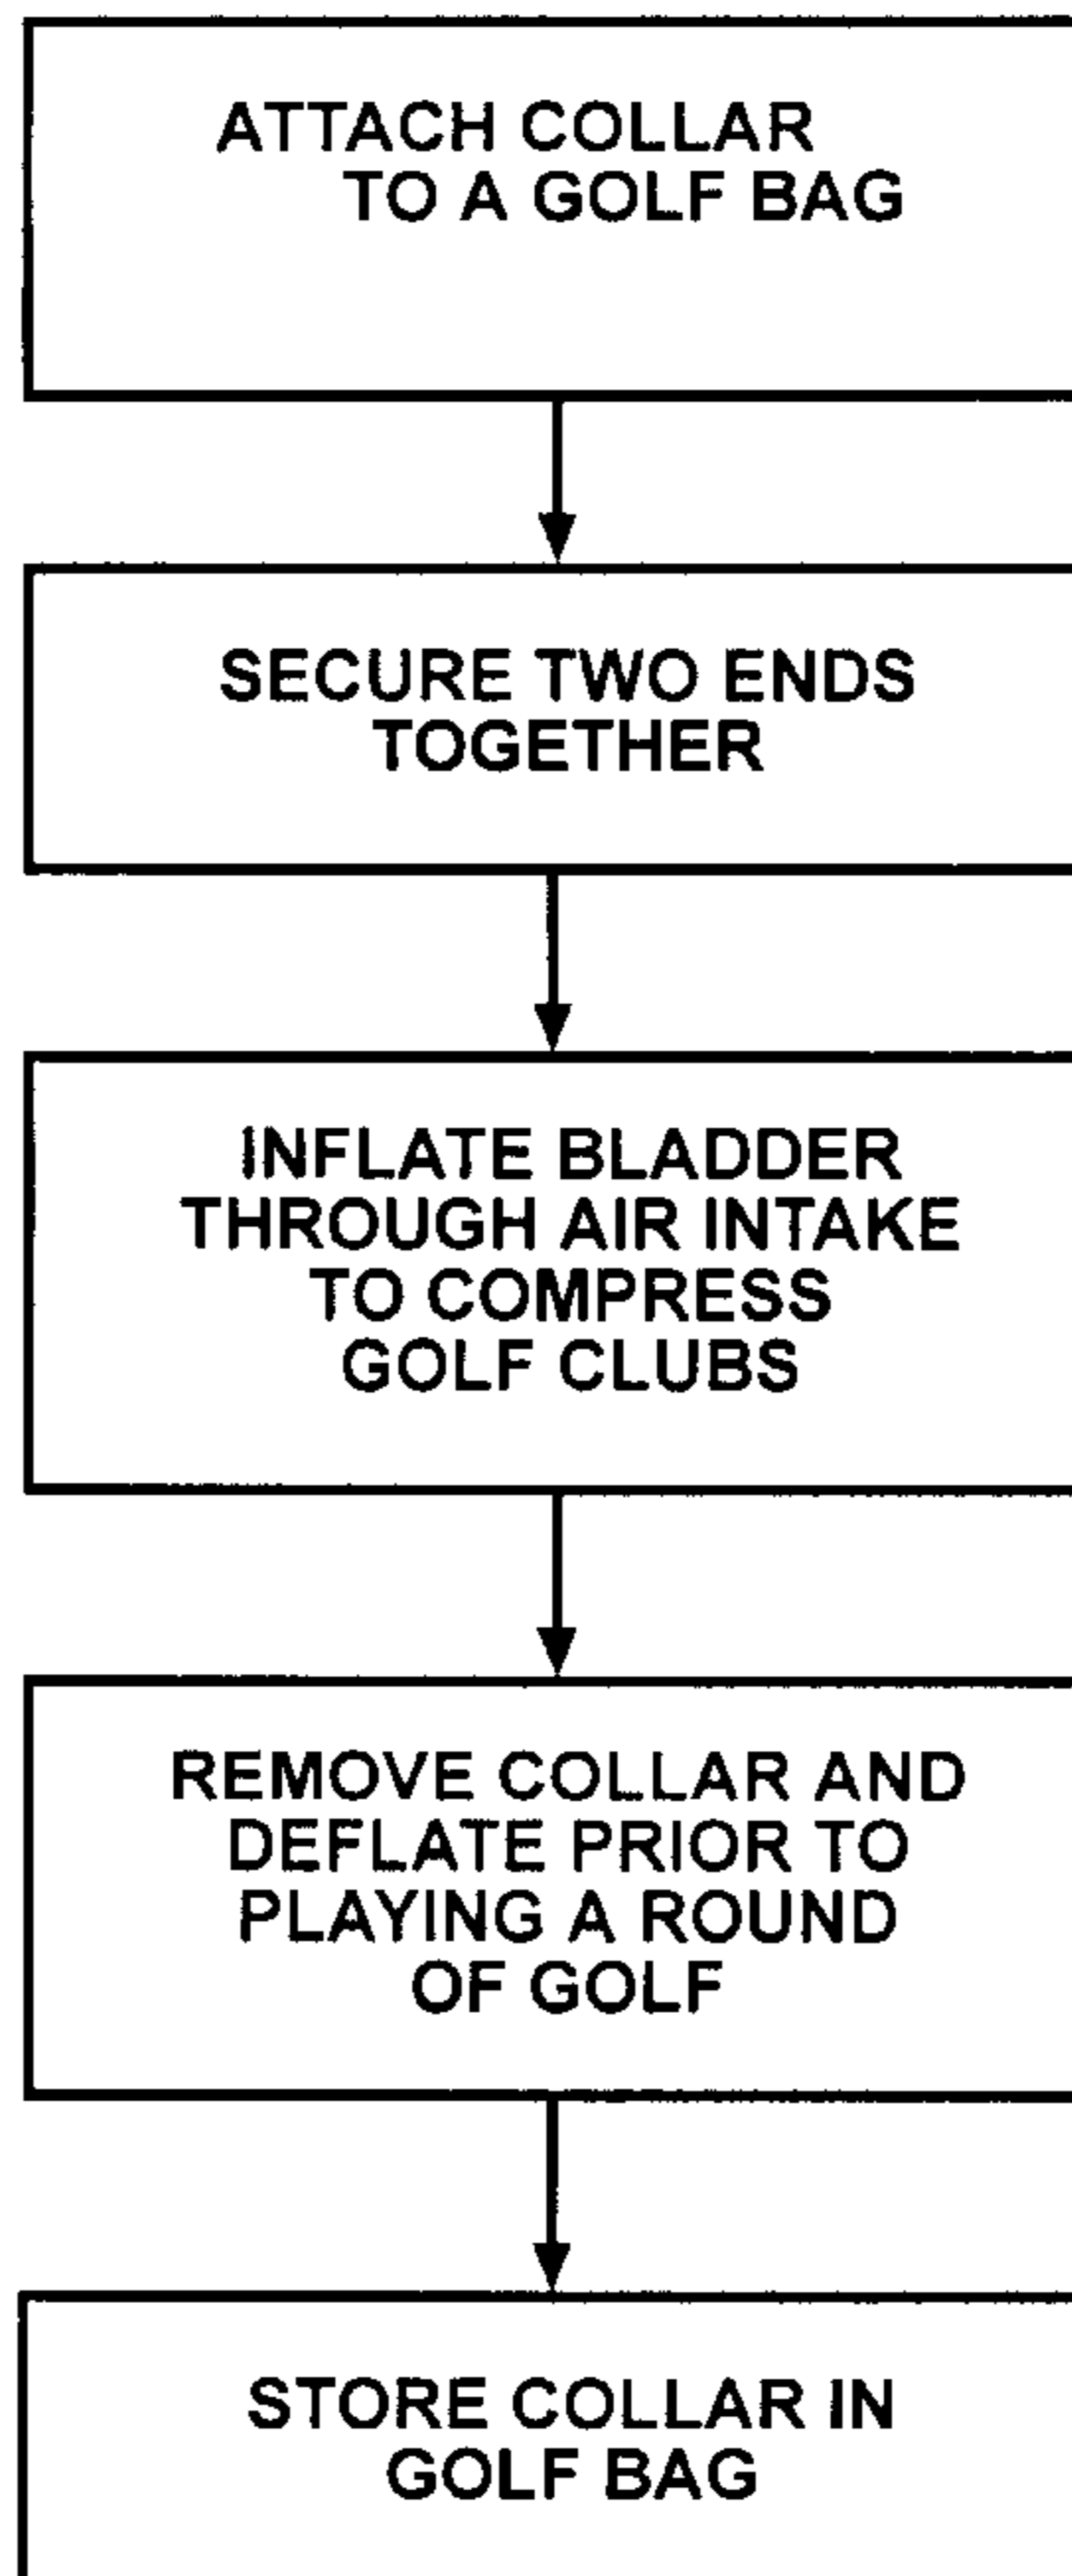 ATTACH COLLAR
TO A GOLF BAG
SECURE TWO ENDS
TOGETHER
INFLATE BLADDER
THROUGH AIR INTAKE
TO COMPRESS
GOLF CLUBS
REMOVE COLLAR AND
DEFLATE PRIOR TO
PLAYING A ROUND
OF GOLF
STORE COLLAR IN
GOLF BAG